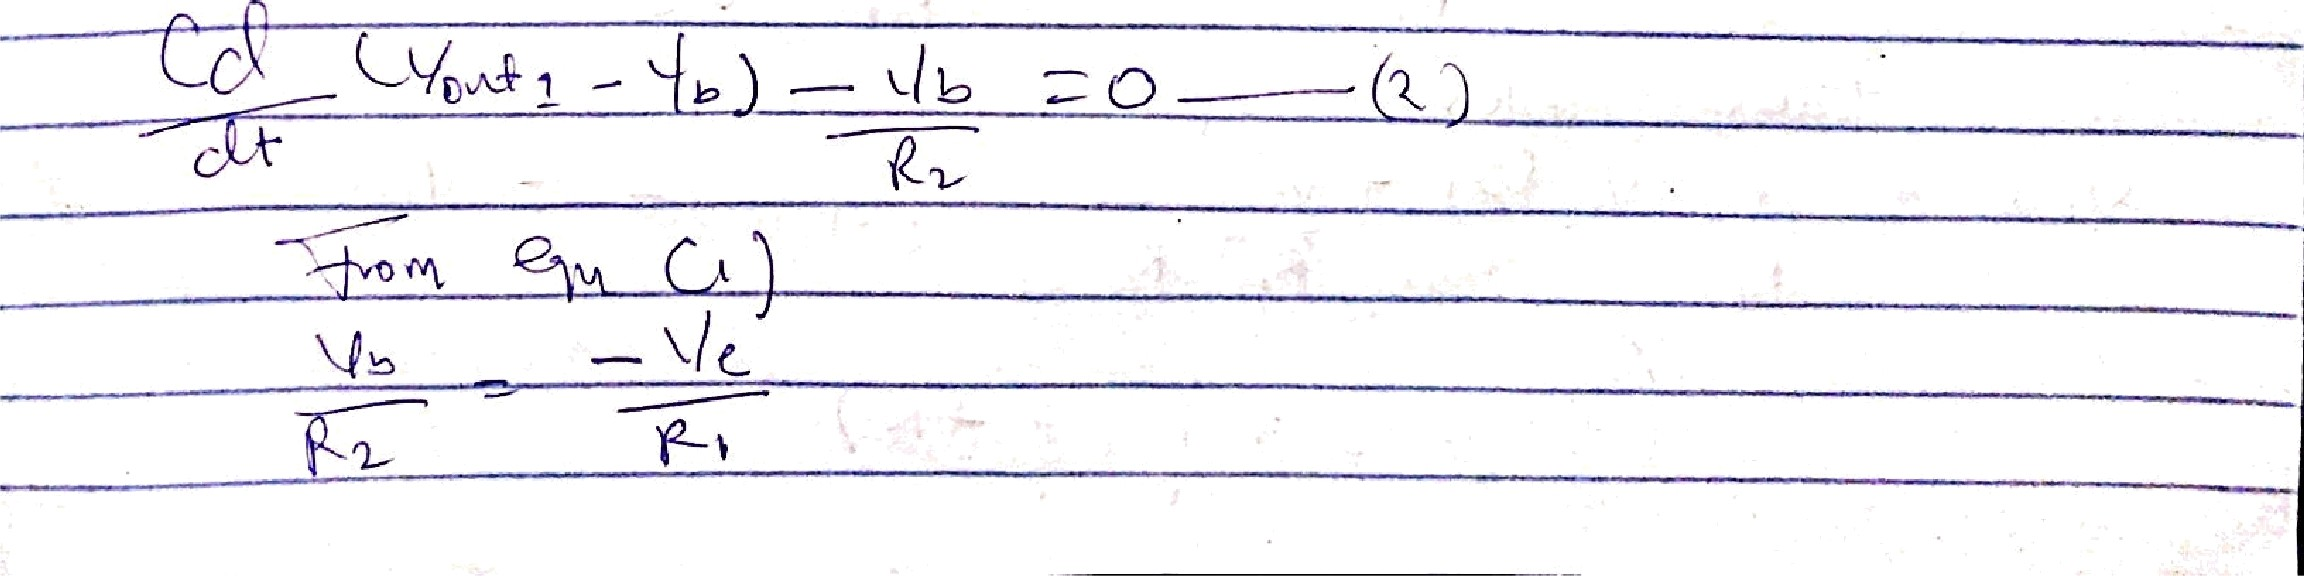 Cd/dt (Vout1 - Vb) - Vb/R2 = 0 — (2)
From eqn (1)
Vb/R2 = -Ve/R1